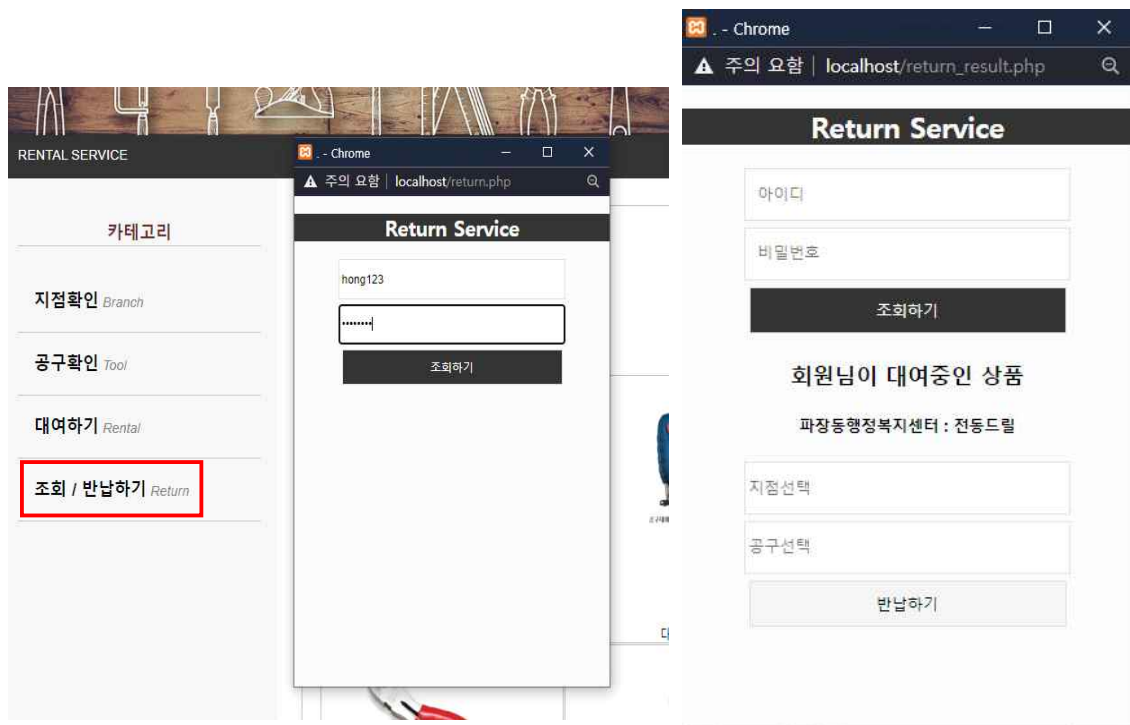 RENTAL SERVICE
카테고리
지점확인 Branch
공구확인 Tool
대여하기 Rental
조회 / 반납하기 Return
. - Chrome
주의 요함 | localhost/return.php
Return Service
hong123
조회하기
. - Chrome
주의 요함 | localhost/return_result.php
Return Service
아이디
비밀번호
조회하기
회원님이 대여중인 상품
파장동행정복지센터 : 전동드릴
지점선택
공구선택
반납하기